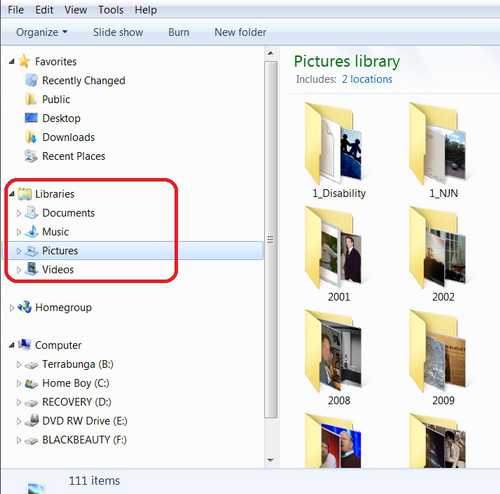 File Edit View Tools Help
Organize Slide show Burn New folder
Favorites
Recently Changed
Public
Desktop
Downloads
Recent Places
Libraries
Documents
Music
Pictures
Videos
Homegroup
Computer
Terrabunga (B:)
Home Boy (C:)
RECOVERY (D:)
DVD RW Drive (E:)
BLACKBEAUTY (F:)
Pictures library
Includes: 2 locations
1_Disability 1_NJN
2001 2002
2008 2009
111 items